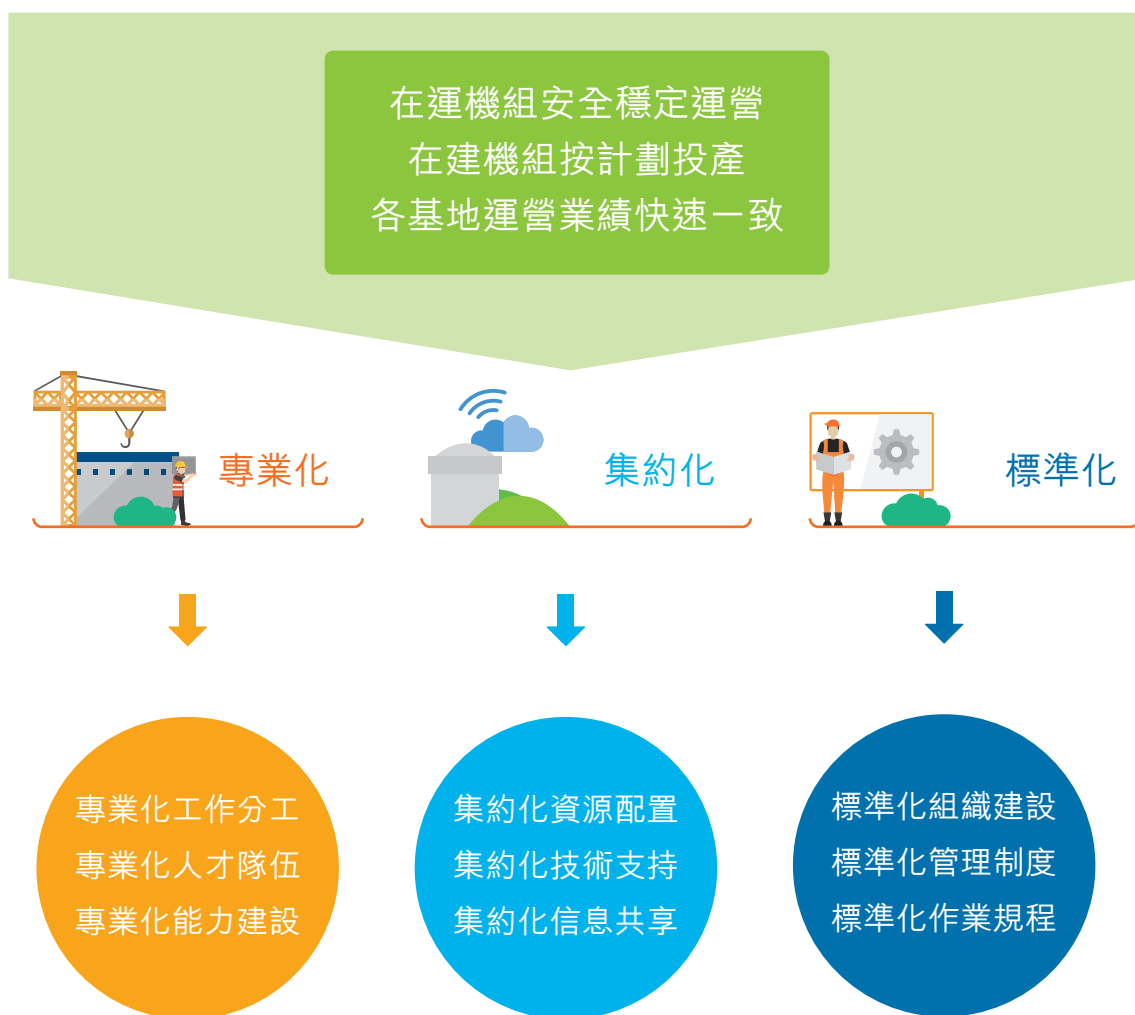 在運機組安全穩定運營
在建機組按計劃投產
各基地運營業績快速一致
專業化
集約化
標準化
專業化工作分工
專業化人才隊伍
專業化能力建設
集約化資源配置
集約化技術支持
集約化信息共享
標準化組織建設
標準化管理制度
標準化作業規程